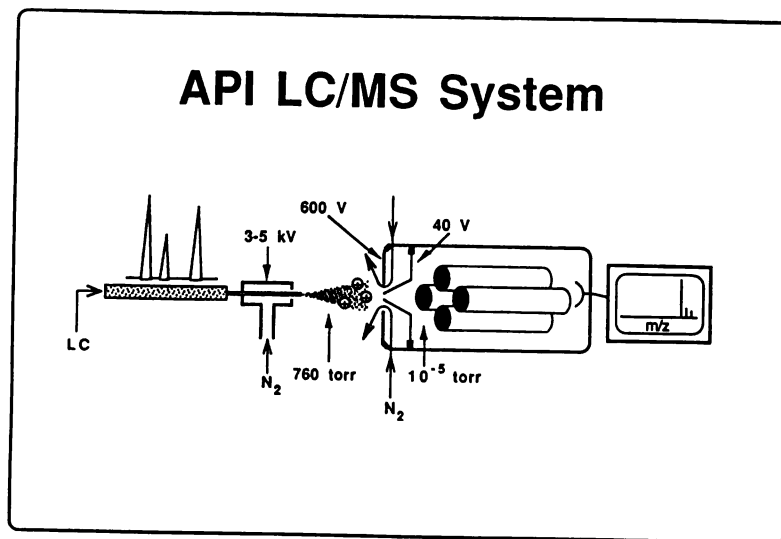 API LC/MS System
600 V
40 V
3-5 kV
LC
m/z
N2
760 torr
10-5 torr
N2